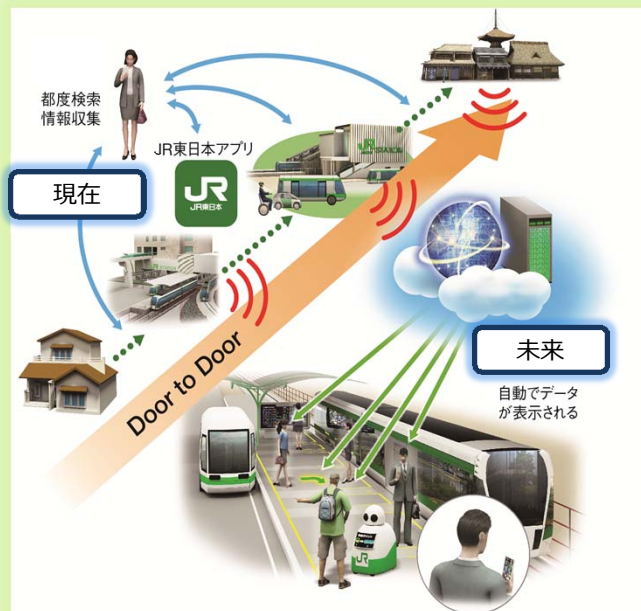 都度検索
情報収集
現在
JR東日本アプリ
JR
JR東日本
JR
Door to Door
未来
自動でデータ
が表示される
JR